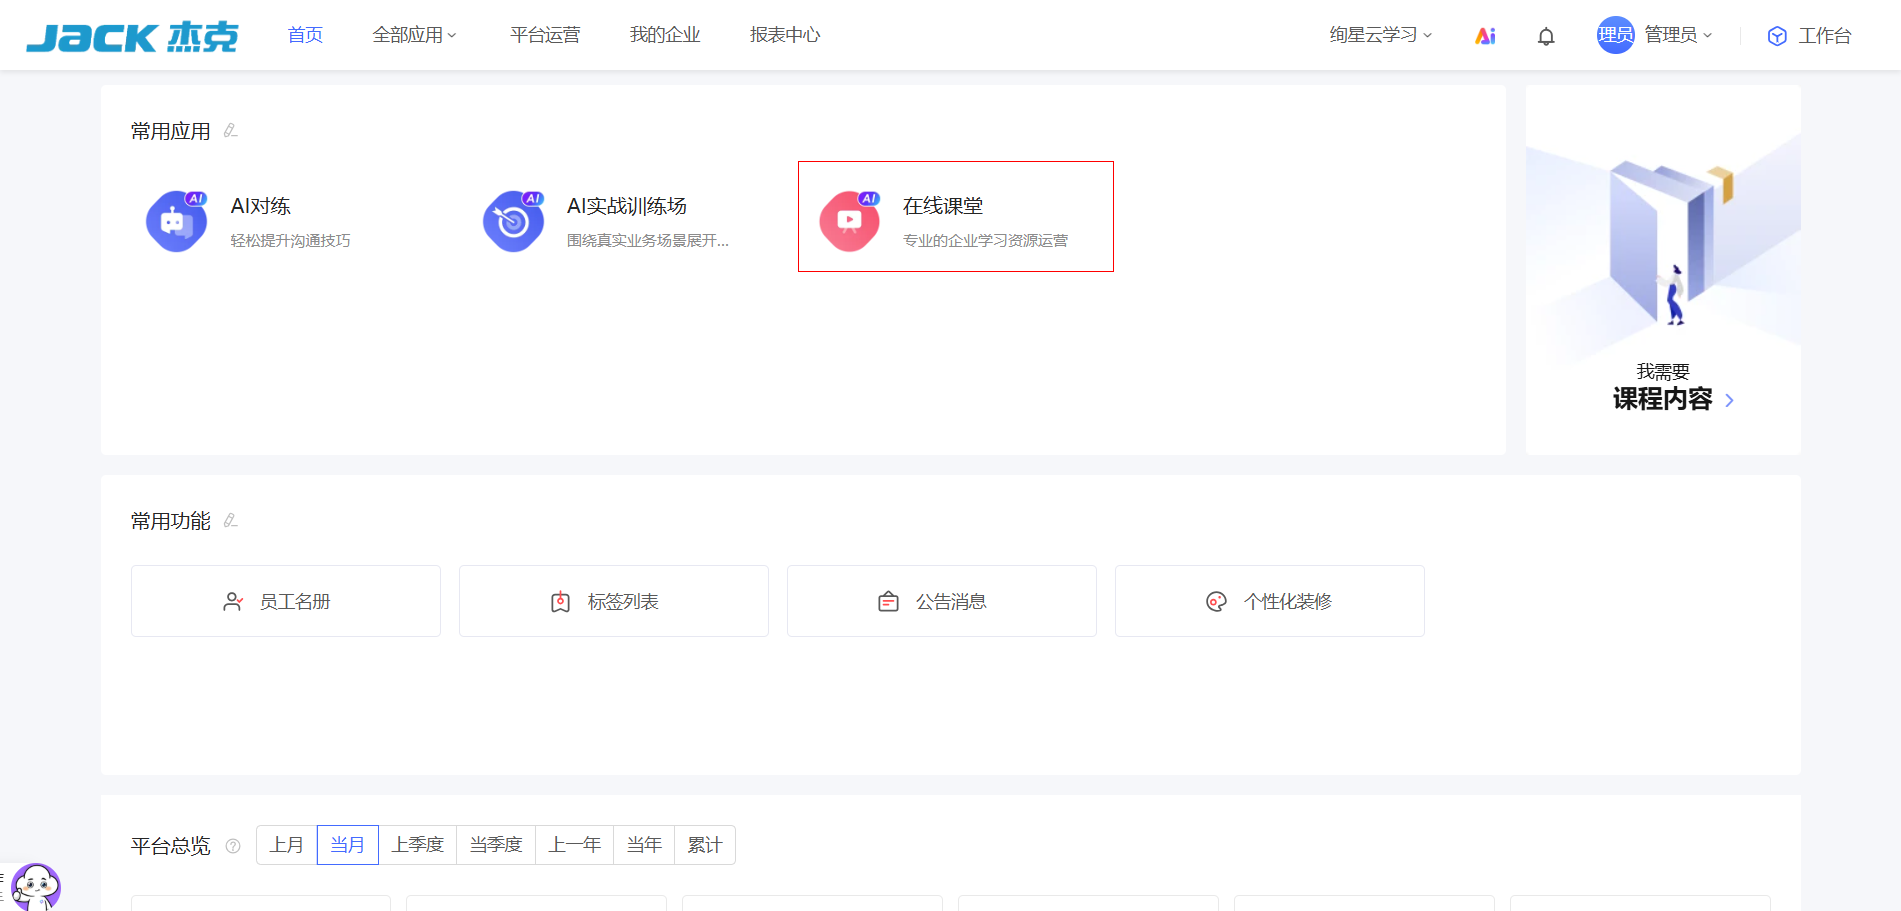 JACK 杰克 首页 全部应用 平台运营 我的企业 报表中心 绚星云学习 Ai 理员 管理员 工作台
常用应用
AI AI对练
轻松提升沟通技巧
AI AI实战训练场
围绕真实业务场景展开...
AI 在线课堂
专业的企业学习资源运营
我需要
课程内容
常用功能
员工名册 标签列表 公告消息 个性化装修
平台总览 上月 当月 上季度 当季度 上一年 当年 累计